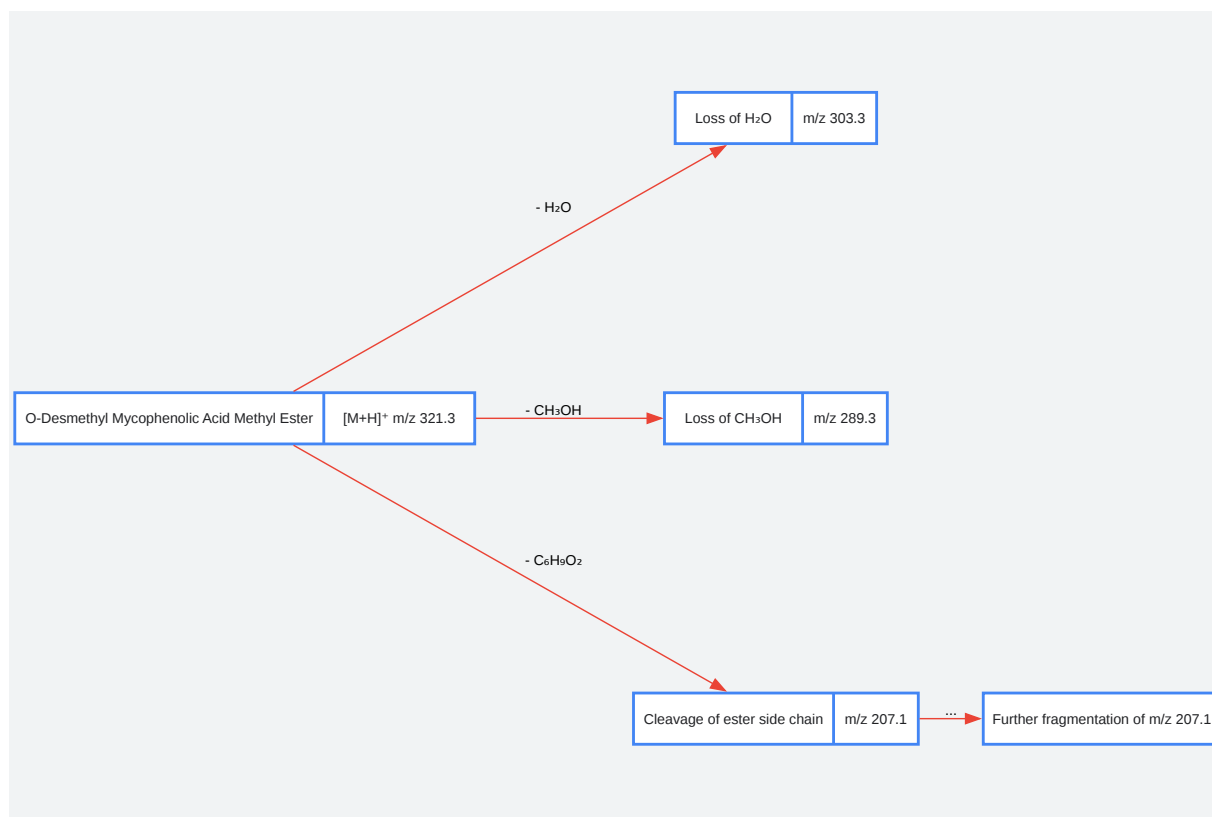 Loss of H₂O m/z 303.3
- H₂O
O-Desmethyl Mycophenolic Acid Methyl Ester [M+H]⁺ m/z 321.3
- CH₃OH
Loss of CH₃OH m/z 289.3
- C₆H₉O₂
Cleavage of ester side chain m/z 207.1
...
Further fragmentation of m/z 207.1